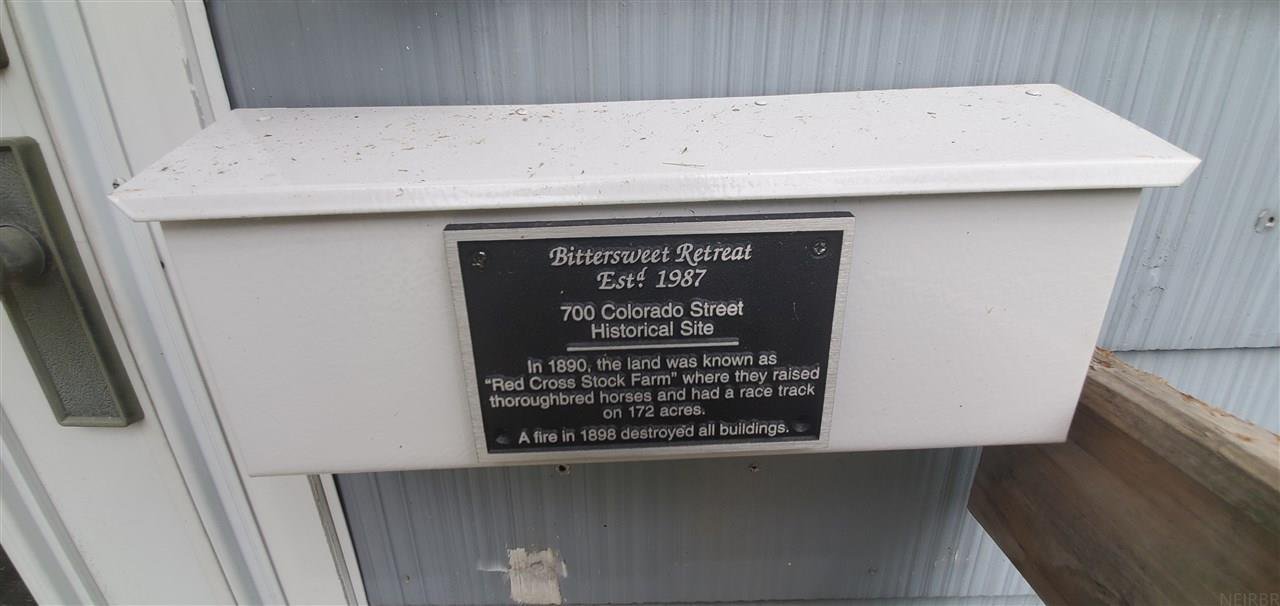 Bittersweet Retreat
Estd. 1987
700 Colorado Street
Historical Site
In 1890, the land was known as
"Red Cross Stock Farm" where they raised
thoroughbred horses and had a race track
on 172 acres.
A fire in 1898 destroyed all buildings.
NEIRBR